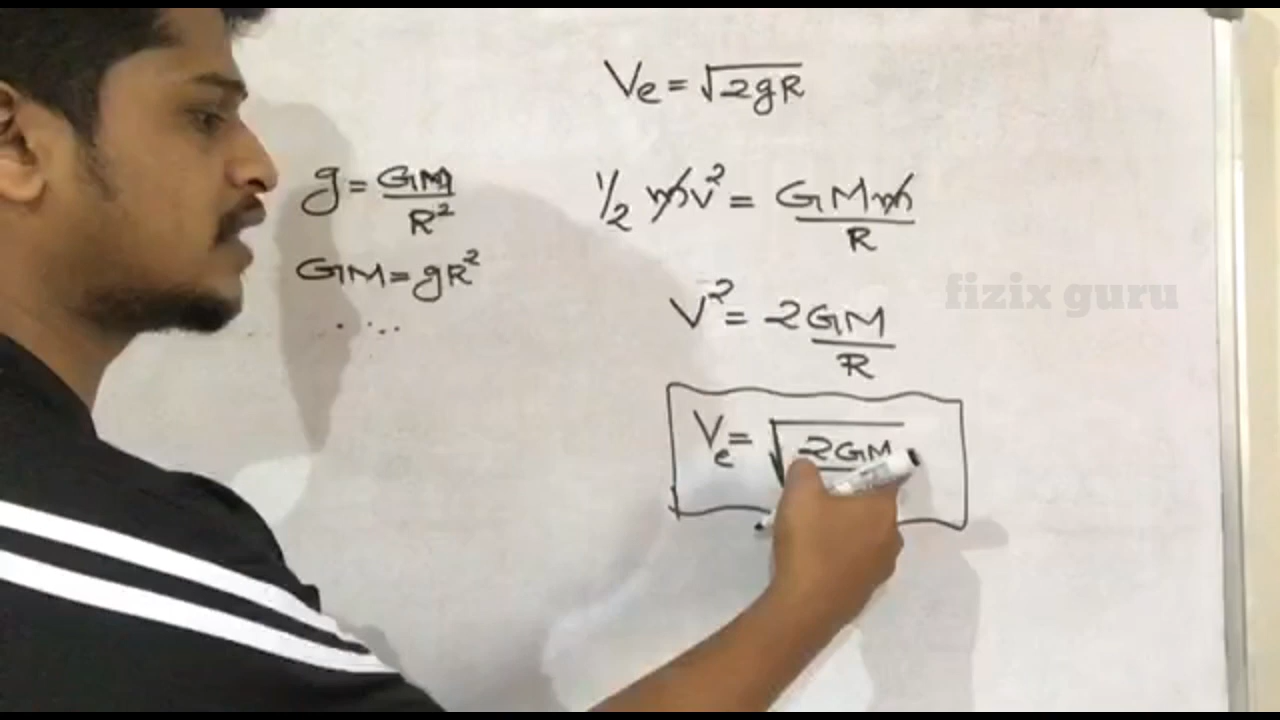 Ve = √2gR
g = GM/R²
GM = gR²
1/2 mv² = GMm/R
V² = 2GM/R
Ve = √2GM
fizix guru